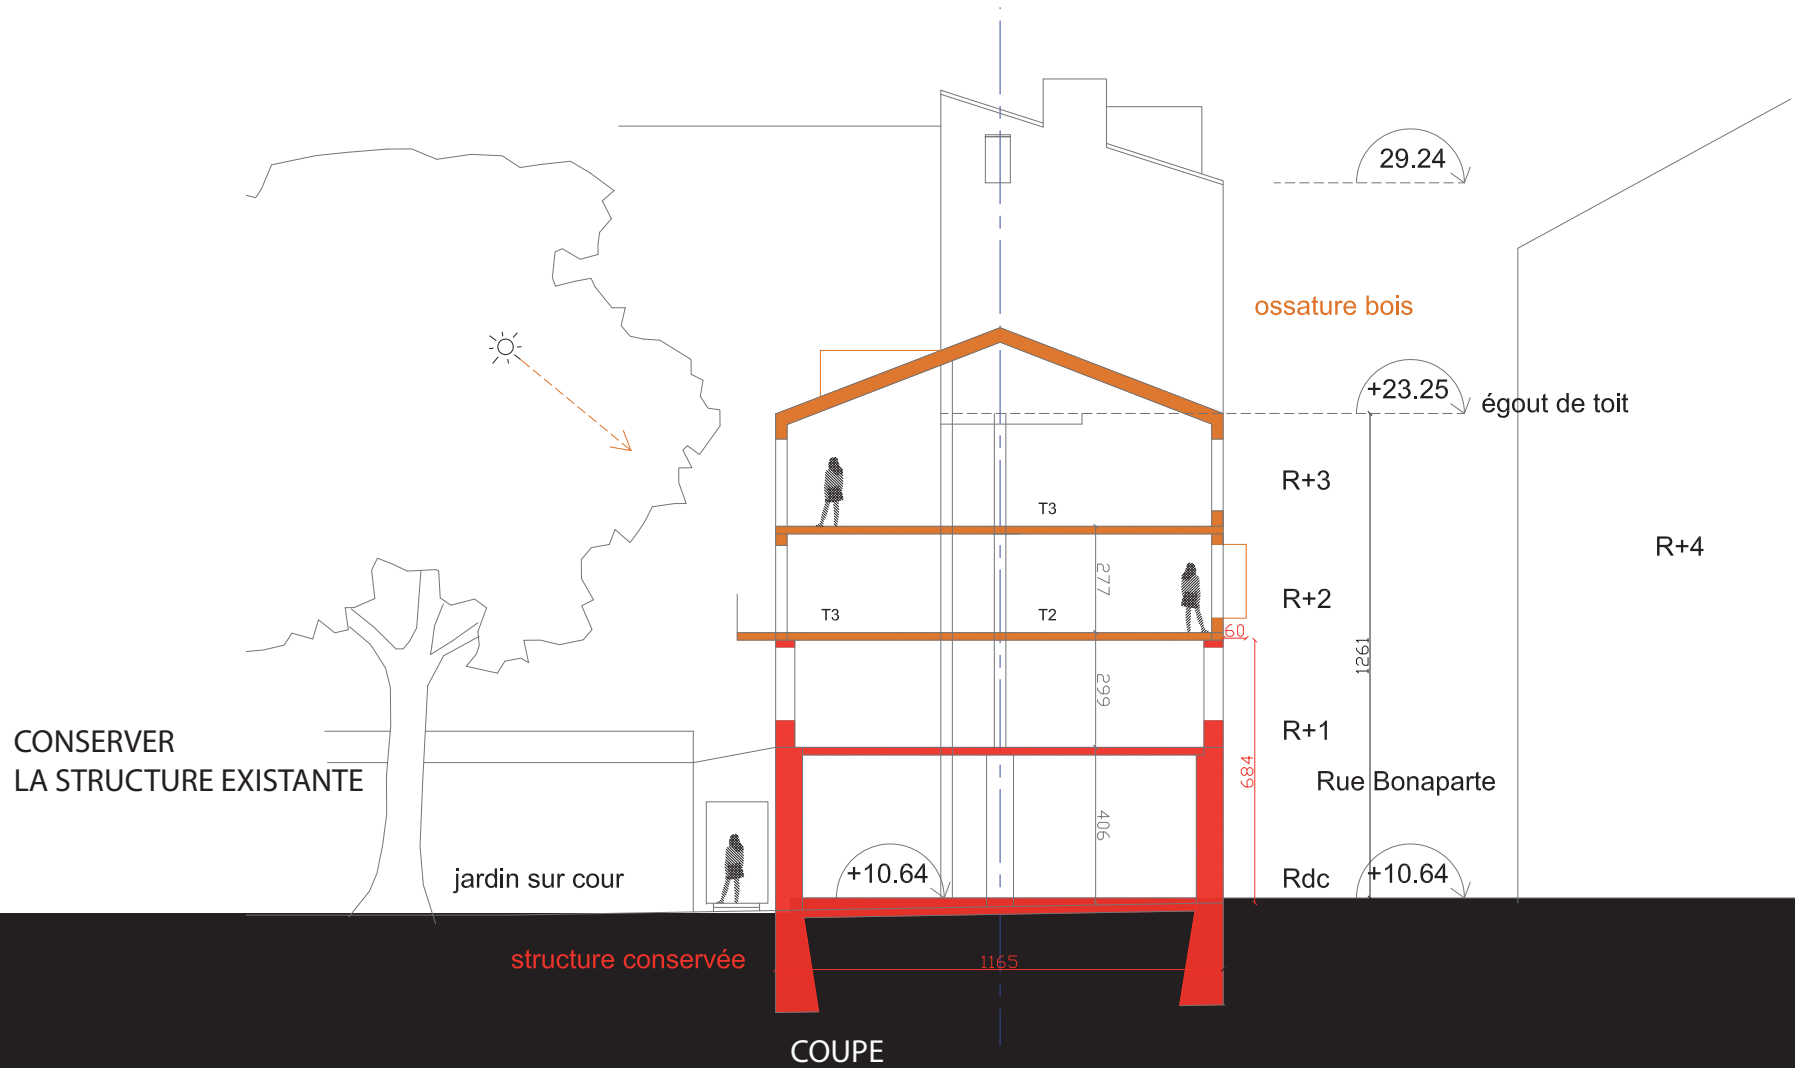 29.24
ossature bois
+23.25
égout de toit
R+3
T3
R+4
277
R+2
T3
T2
60
1261
299
R+1
CONSERVER
LA STRUCTURE EXISTANTE
684
Rue Bonaparte
406
jardin sur cour
+10.64
Rdc
+10.64
structure conservée
1165
COUPE